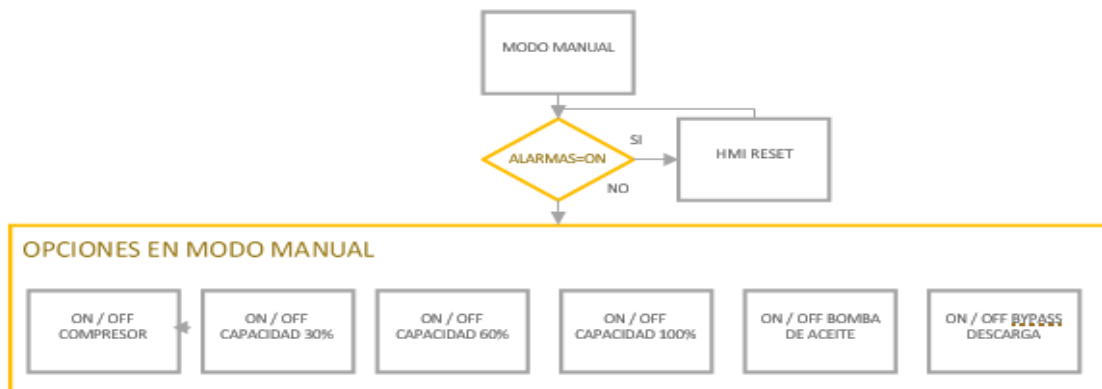 MODO MANUAL
SI
ALARMAS=ON
HMI RESET
NO
OPCIONES EN MODO MANUAL
ON / OFF
COMPRESOR
ON / OFF
CAPACIDAD 30%
ON / OFF
CAPACIDAD 60%
ON / OFF
CAPACIDAD 100%
ON / OFF BOMBA
DE ACEITE
ON / OFF BYPASS
DESCARGA